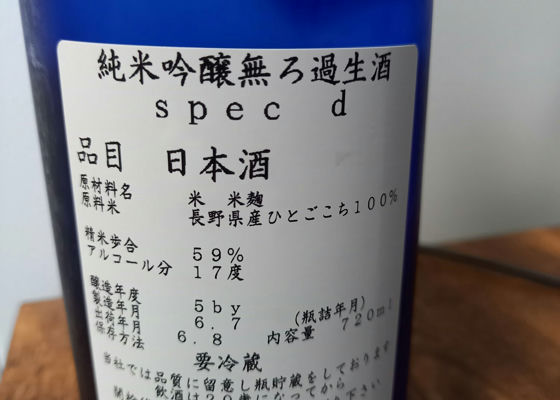 純米吟醸無ろ過生酒
spec d
品目 日本酒
原材料名 米 米麹
原料米 長野県産ひとごこち100%
精米歩合 59%
アルコール分 17度
醸造年度 5by
製造年月 6.7 (瓶詰年月)
出荷年月 6.8 内容量 720ml
保存方法
要冷蔵
当社では品質に留意し瓶貯蔵をしております
飲酒は20歳になってから